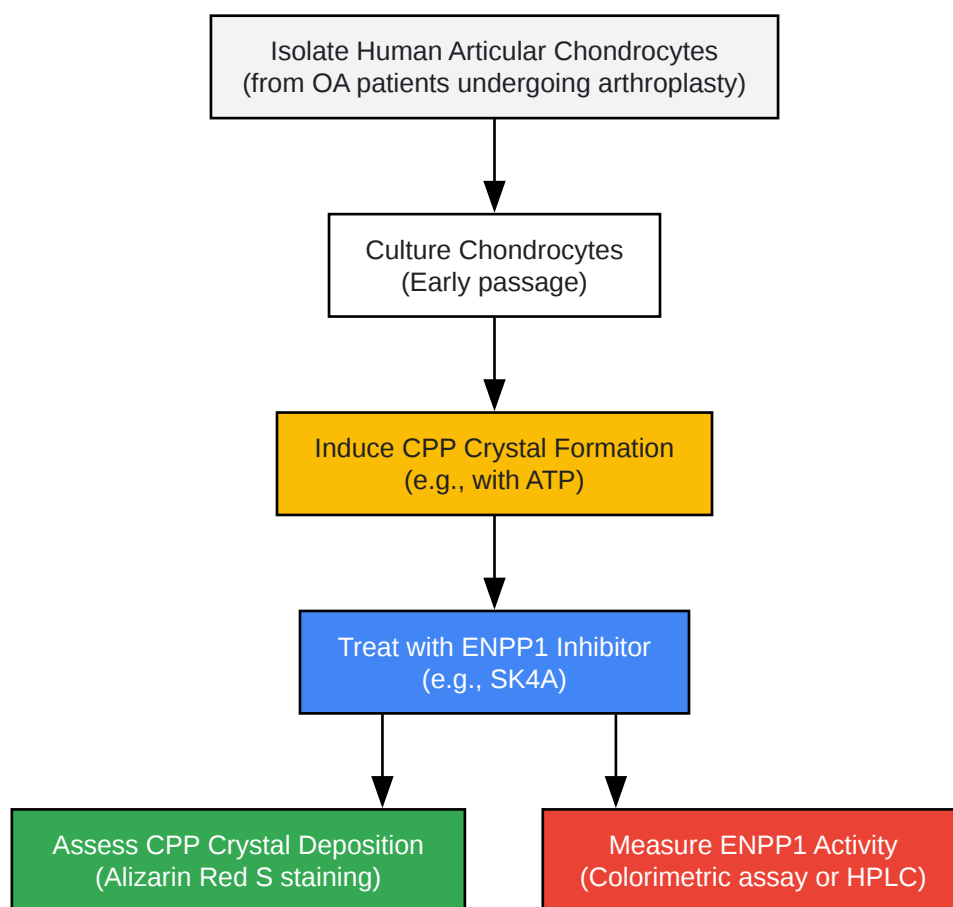 Isolate Human Articular Chondrocytes
(from OA patients undergoing arthroplasty)
Culture Chondrocytes
(Early passage)
Induce CPP Crystal Formation
(e.g., with ATP)
Treat with ENPP1 Inhibitor
(e.g., SK4A)
Assess CPP Crystal Deposition
(Alizarin Red S staining)
Measure ENPP1 Activity
(Colorimetric assay or HPLC)